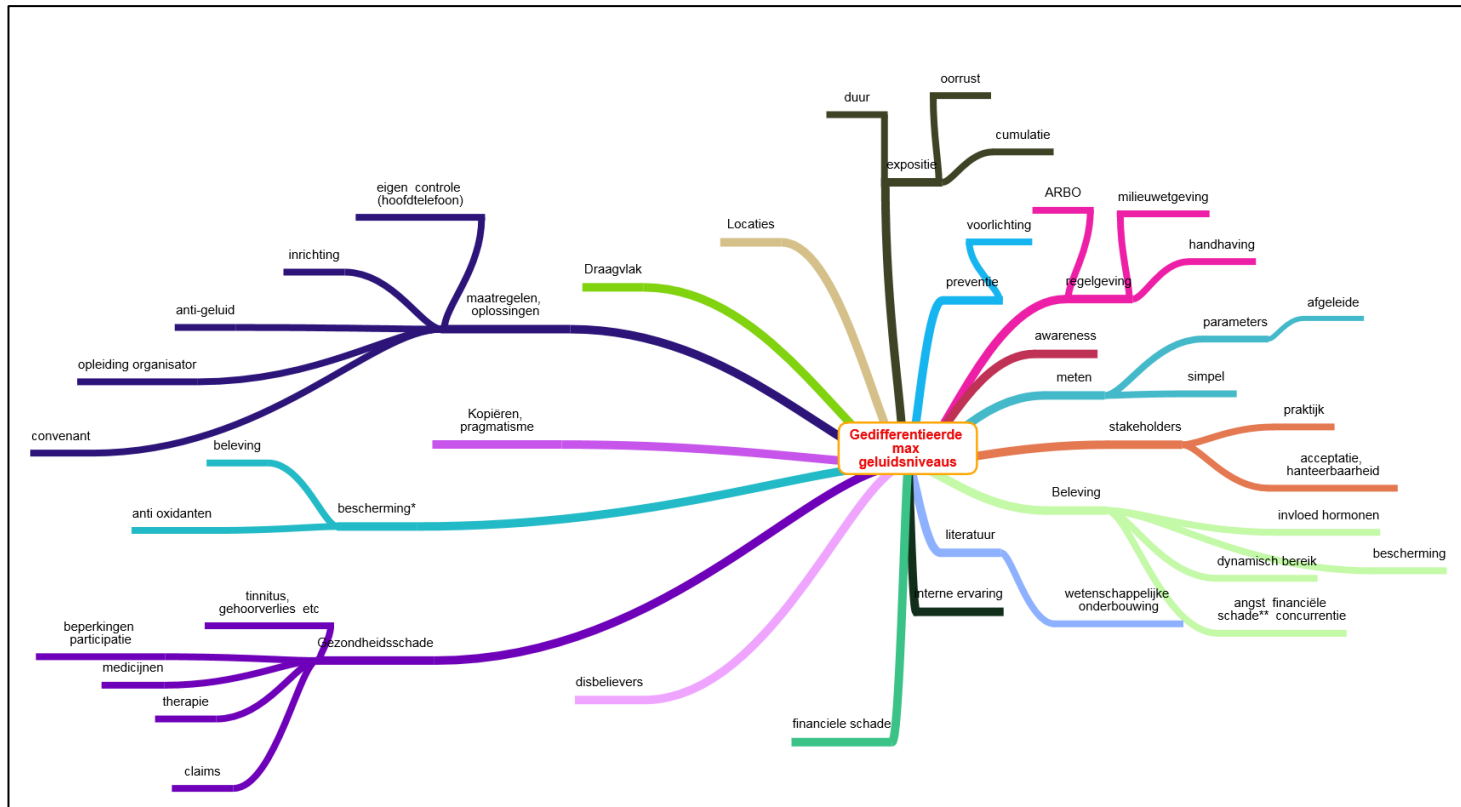 oorrust
duur
cumulatie
expositie
eigen controle
(hoofdtelefoon)
ARBO
milieuwetgeving
Locaties
voorlichting
handhaving
inrichting
Draagvlak
maatregelen,
oplossingen
preventie
regelgeving
afgeleide
anti-geluid
parameters
awareness
opleiding organisator
meten
simpel
Kopiëren,
pragmatisme
convenant
beleving
Gedifferentieerde
max
geluidsniveaus
stakeholders
praktijk
acceptatie,
hanteerbaarheid
anti oxidanten
bescherming*
Beleving
invloed hormonen
literatuur
dynamisch bereik
bescherming
tinnitus,
gehoorverlies etc
interne ervaring
wetenschappelijke
onderbouwing
angst financiële
schade** concurrentie
beperkingen
participatie
Gezondheidsschade
medicijnen
disbelievers
therapie
financiele schade
claims